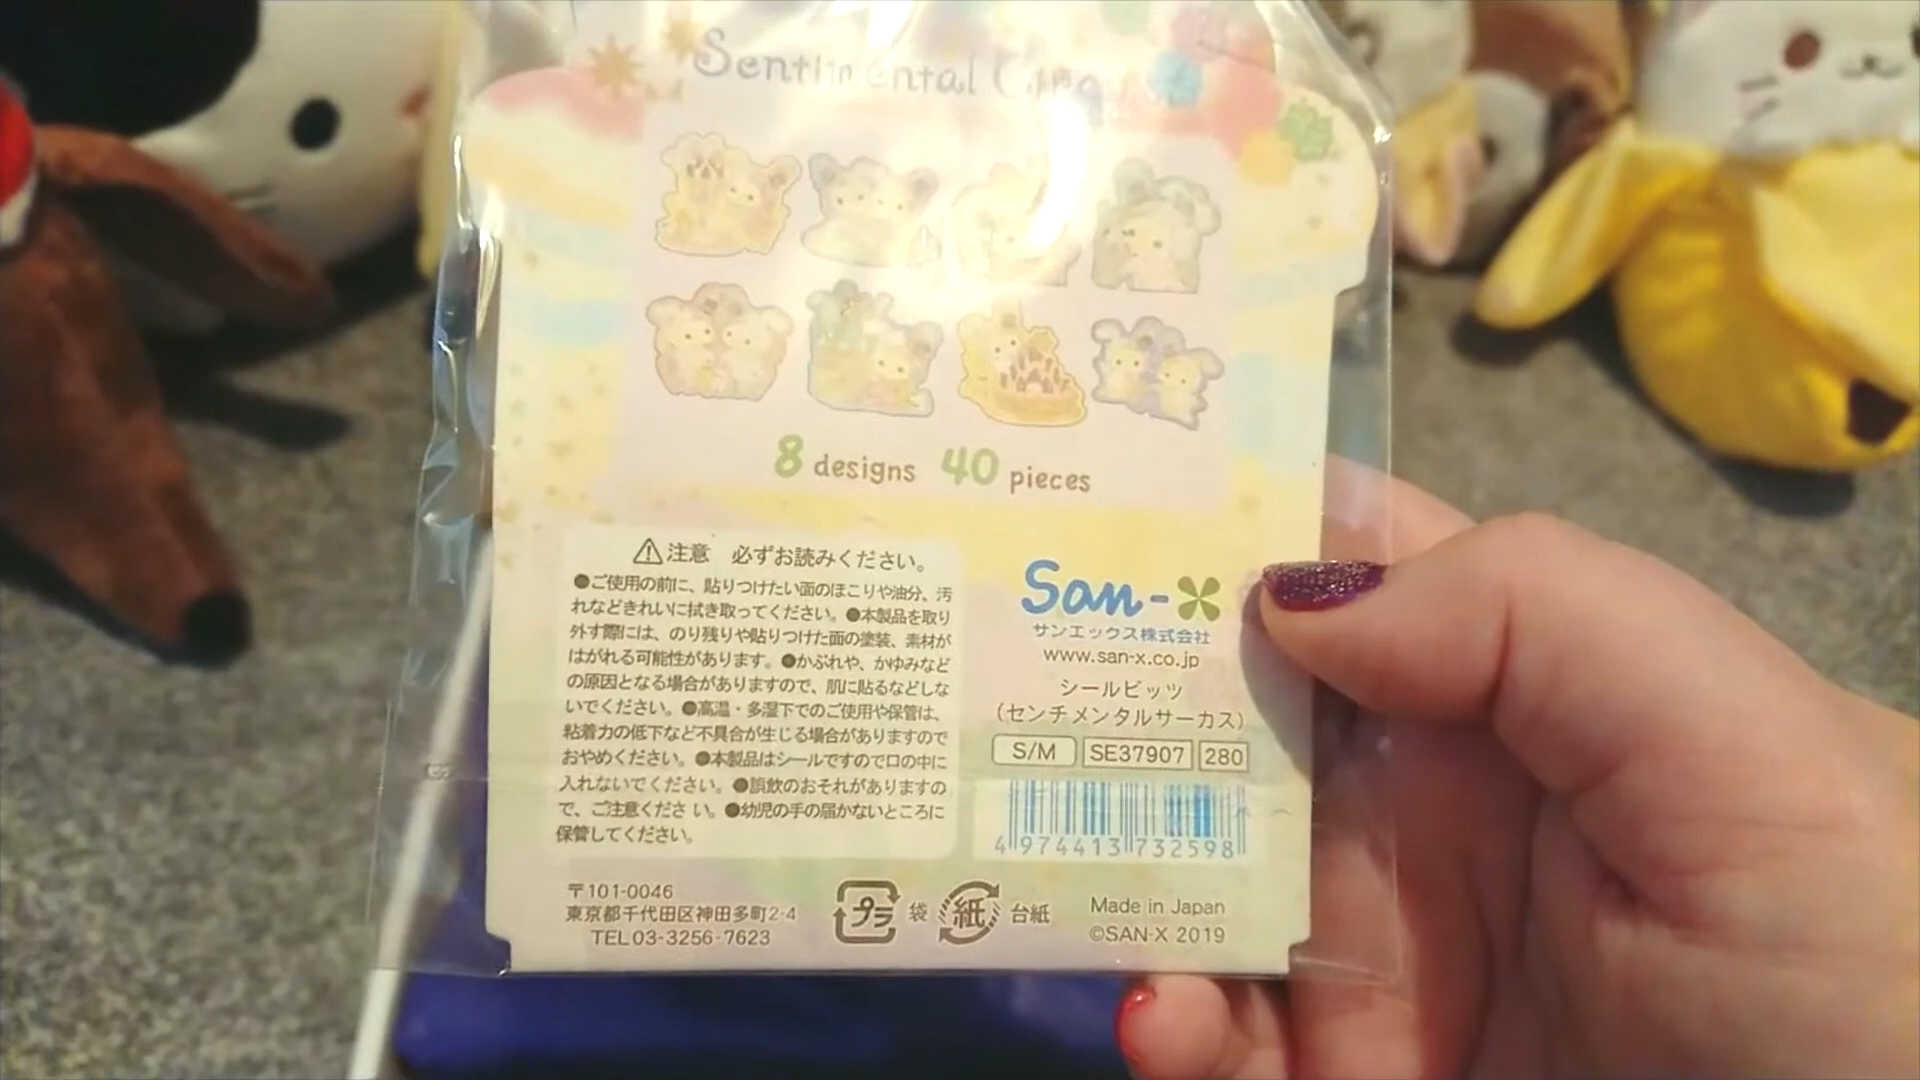 Sentimental Circus
8 designs 40 pieces
⚠注意 必ずお読みください。
●ご使用の前に、貼りつけたい面のほこりや油分、汚
れなどきれいに拭き取ってください。●本製品を取り
外す際には、のり残りや貼りつけた面の塗装、素材が
はがれる可能性があります。●かぶれや、かゆみなど
の原因となる場合がありますので、肌に貼るなどしな
いでください。●高温・多湿下でのご使用や保管は、
粘着力の低下など不具合が生じる場合がありますので
おやめください。●本製品はシールですので口の中に
入れないでください。●誤飲のおそれがありますの
で、ご注意くださ い。●幼児の手の届かないところに
保管してください。
San-X
サンエックス株式会社
www.san-x.co.jp
シールビッツ
(センチメンタルサーカス)
S/M SE37907 280
4974413732598
〒101-0046
東京都千代田区神田多町2-4
TEL 03-3256-7623
プラ 袋 紙 台紙
Made in Japan
©SAN-X 2019